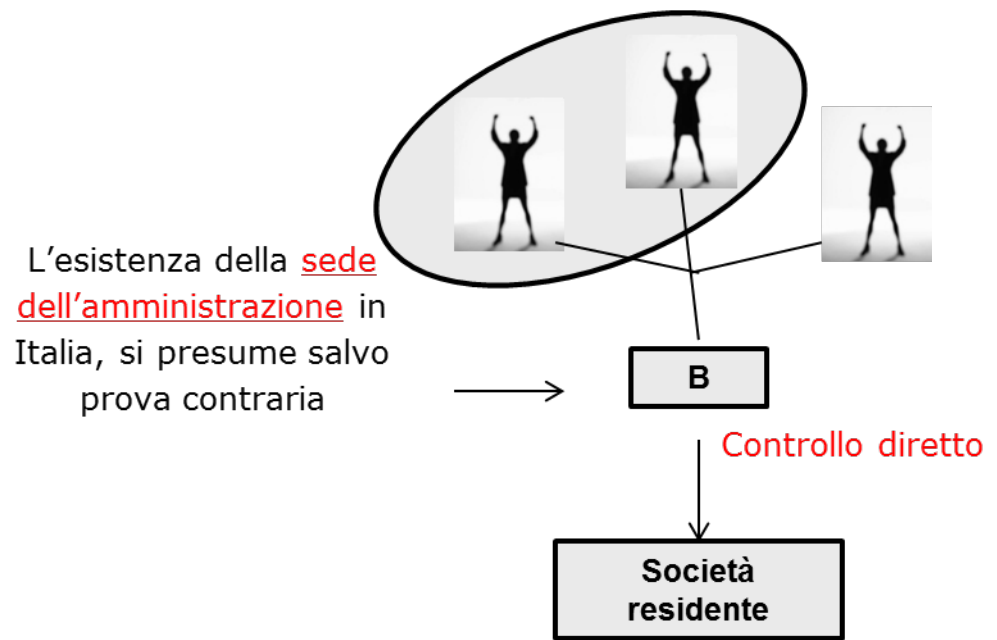 L’esistenza della sede
dell’amministrazione in
Italia, si presume salvo
prova contraria
B
Controllo diretto
Società
residente